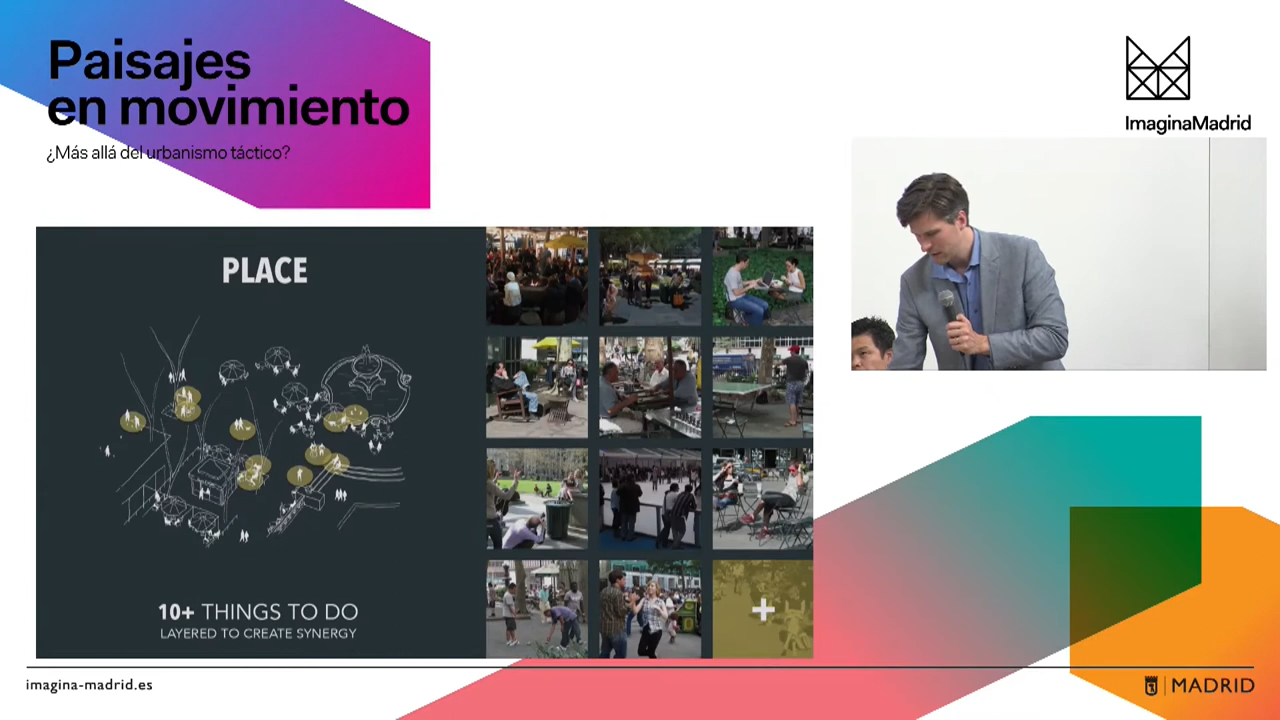 Paisajes
en movimiento
¿Más allá del urbanismo táctico?
ImaginaMadrid
PLACE
10+ THINGS TO DO
LAYERED TO CREATE SYNERGY
+
imagina-madrid.es
MADRID